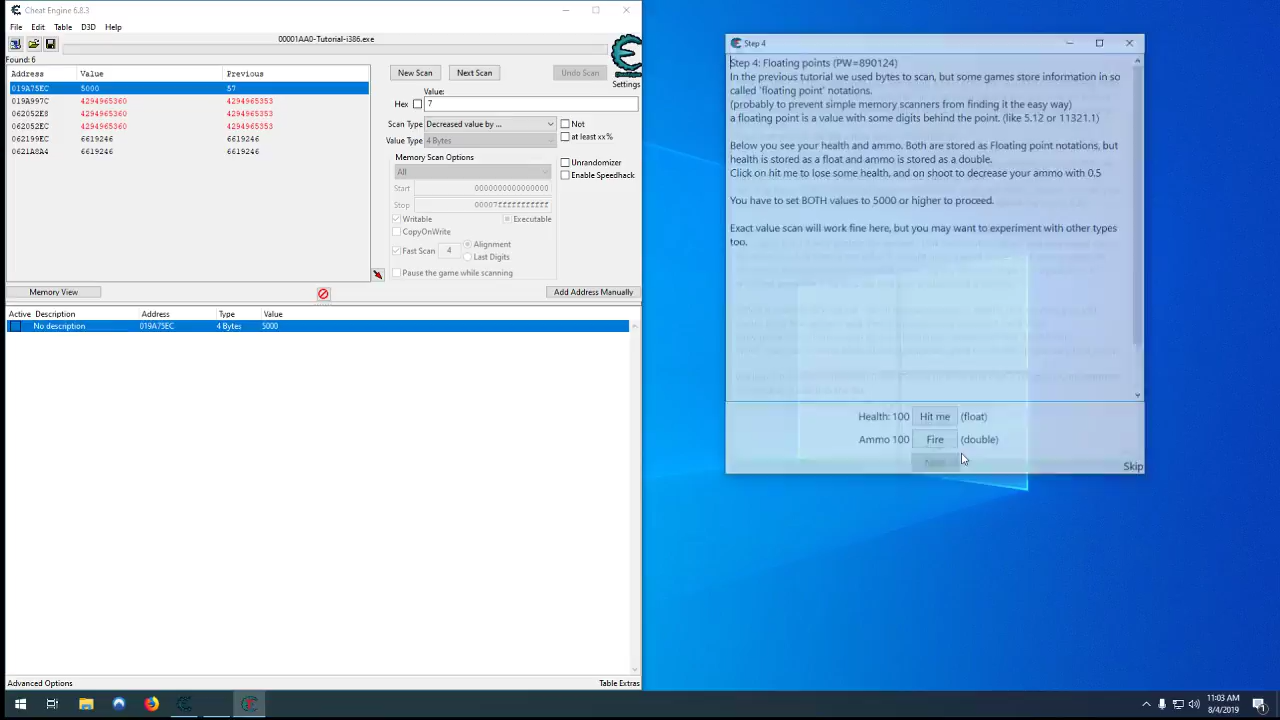 Cheat Engine 6.8.3
File Edit Table D3D Help
00001AA0-Tutorial-i386.exe
Found: 6
Address Value Previous
019A75EC 5000 57
019A997C 4294965360 4294965353
062052E8 4294965360 4294965353
062052EC 4294965360 4294965353
062199EC 6619246 6619246
0621A8A4 6619246 6619246
New Scan Next Scan Undo Scan
Settings
Value:
Hex 7
Scan Type Decreased value by ... Not
at least xx%
Value Type 4 Bytes
Memory Scan Options
All
Unrandomizer
Enable Speedhack
Start 0000000000000000
Stop 00007fffffffffff
Writable Executable
CopyOnWrite
Fast Scan 4 Alignment
Last Digits
Pause the game while scanning
Memory View Add Address Manually
Active Description Address Type Value
No description 019A75EC 4 Bytes 5000
Advanced Options Table Extras
Step 4
Step 4: Floating points (PW=890124)
In the previous tutorial we used bytes to scan, but some games store information in so
called 'floating point' notations.
(probably to prevent simple memory scanners from finding it the easy way)
a floating point is a value with some digits behind the point. (like 5.12 or 11321.1)
Below you see your health and ammo. Both are stored as Floating point notations, but
health is stored as a float and ammo is stored as a double.
Click on hit me to lose some health, and on shoot to decrease your ammo with 0.5
You have to set BOTH values to 5000 or higher to proceed.
Exact value scan will work fine here, but you may want to experiment with other types
too.
Health: 100 Hit me (float)
Ammo 100 Fire (double)
Next
Skip
11:03 AM
8/4/2019
1